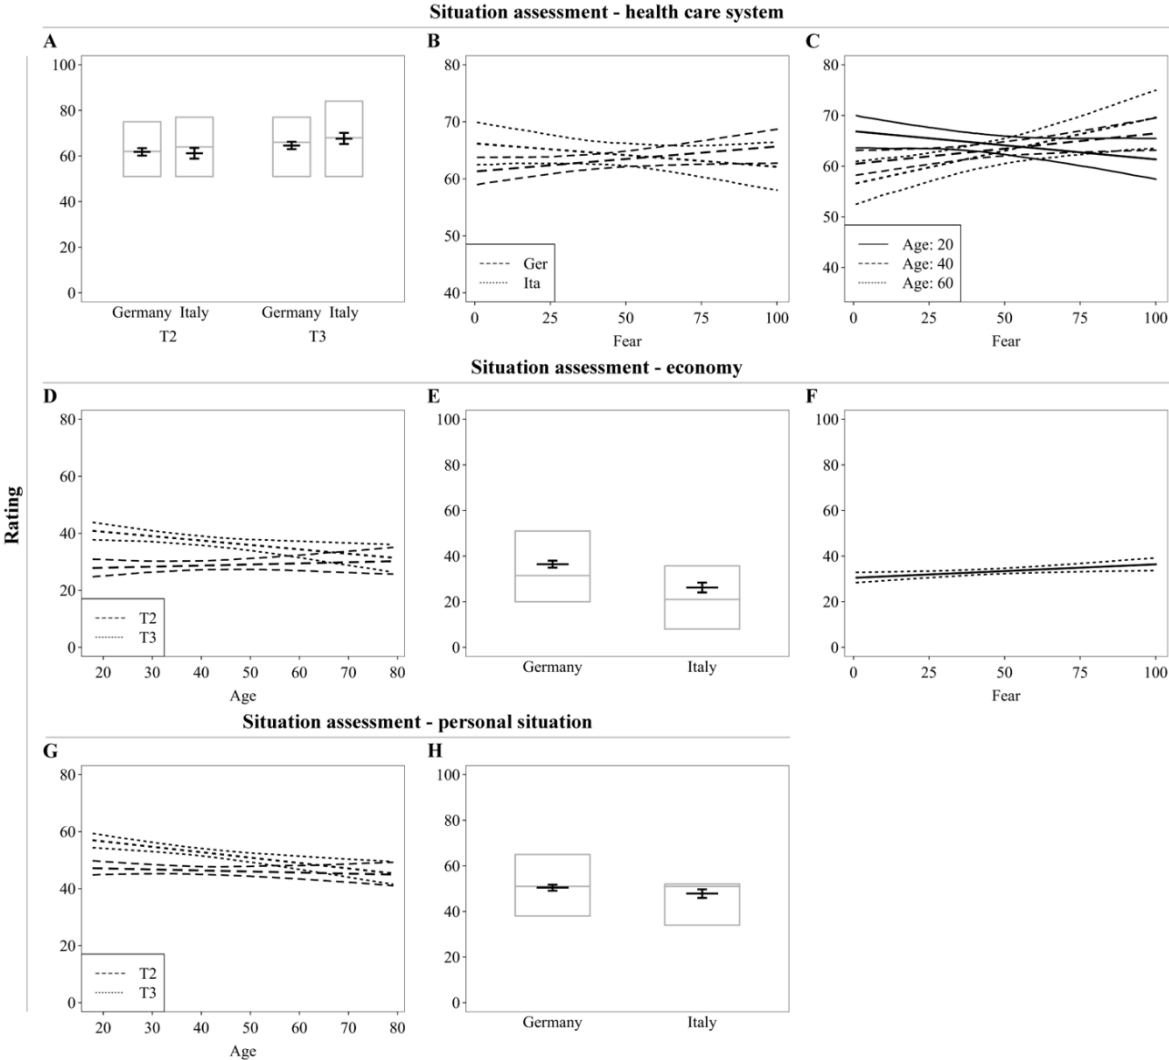 Situation assessment - health care system
A B C
100
80
60
40
20
0
Germany Italy Germany Italy
T2 T3
80
70
60
50
40
Ger
Ita
0 25 50 75 100
Fear
80
70
60
50
40
Age: 20
Age: 40
Age: 60
0 25 50 75 100
Fear
Situation assessment - economy
D E F
Rating
80
60
40
20
0
T2
T3
20 30 40 50 60 70 80
Age
100
80
60
40
20
0
Germany Italy
100
80
60
40
20
0
0 25 50 75 100
Fear
Situation assessment - personal situation
G H
80
60
40
20
0
T2
T3
20 30 40 50 60 70 80
Age
100
80
60
40
20
0
Germany Italy